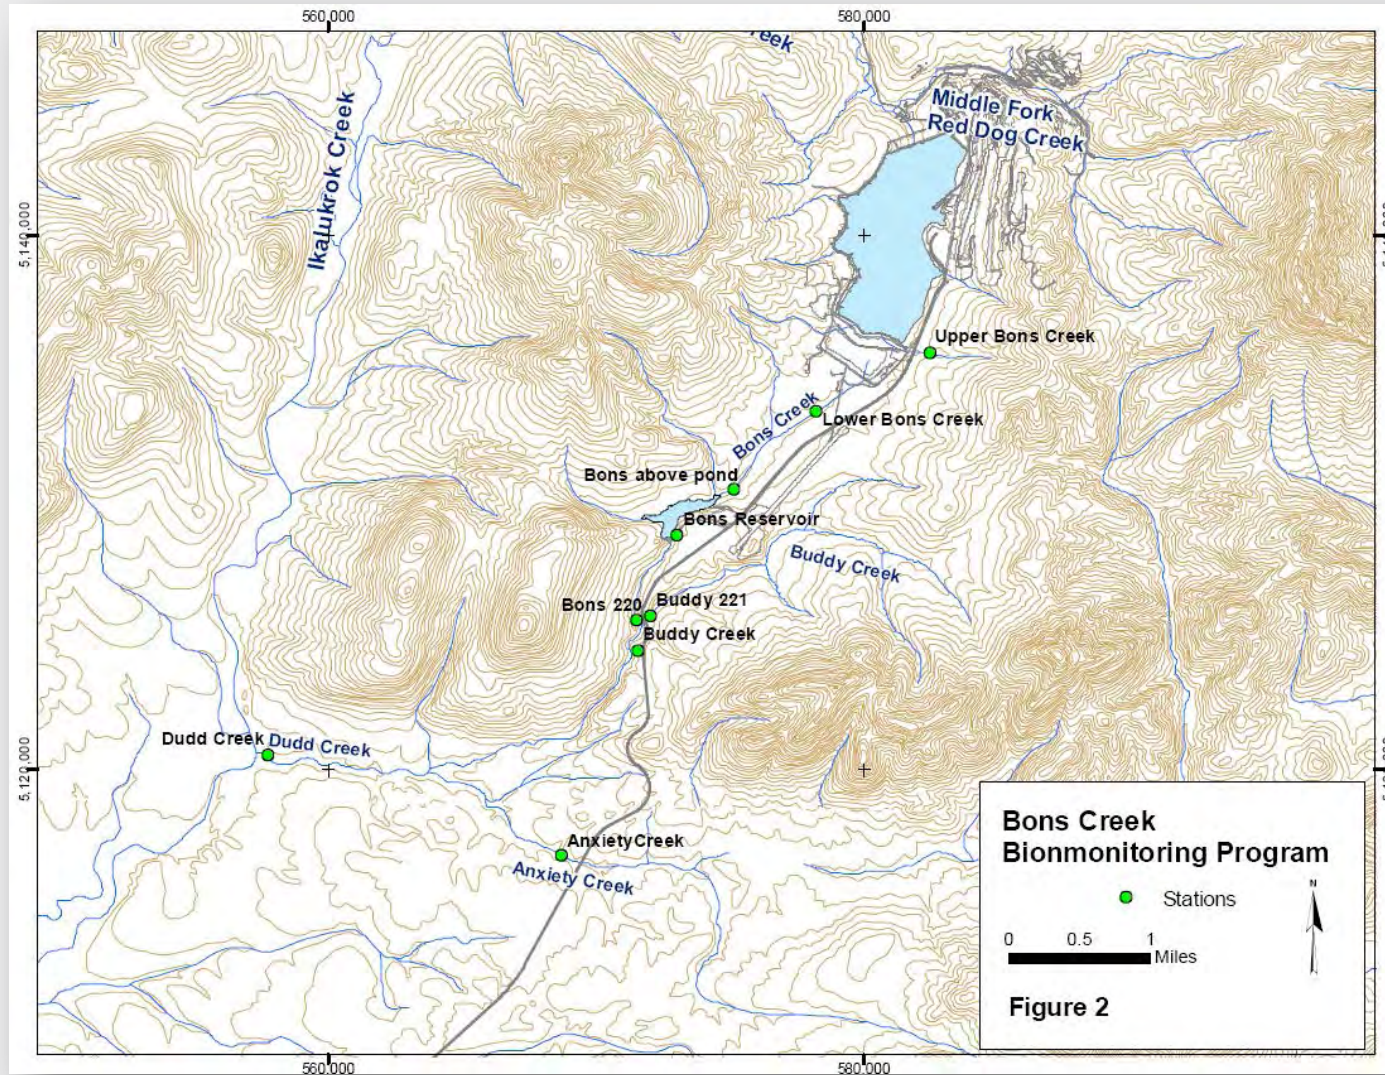 560,000
580,000
reek
Middle Fork
Red Dog Creek
Ikalukrok Creek
5,140,000
Upper Bons Creek
Bons Creek
Lower Bons Creek
Bons above pond
Bons Reservoir
Buddy Creek
Bons 220
Buddy 221
Buddy Creek
Dudd Creek
Dudd Creek
5,120,000
AnxietyCreek
Anxiety Creek
Bons Creek
Bionmonitoring Program
N
Stations
0 0.5 1
Miles
Figure 2
560,000
580,000